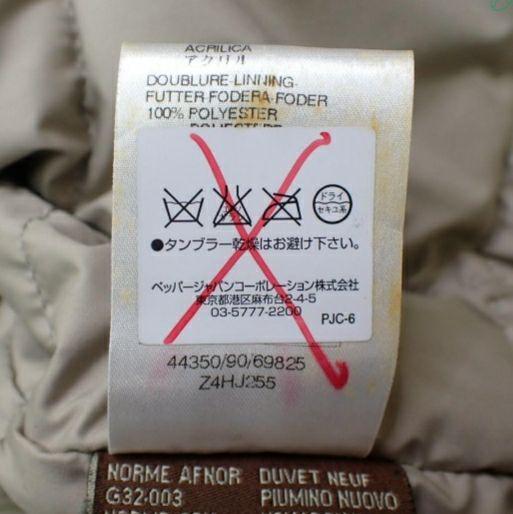 ACRILICA
アクリル
DOUBLURE-LINNING-
FUTTER-FODERA-FODER
100% POLYESTER
ドライ
セキユ系
●タンブラー乾燥はお避け下さい。
ペッパージャパンコーポレーション株式会社
東京都港区麻布台2-4-5
03-5777-2200
PJC-6
44350/90/69825
Z4HJ255
NORME AFNOR DUVET NEUF
G32-003 PIUMINO NUOVO